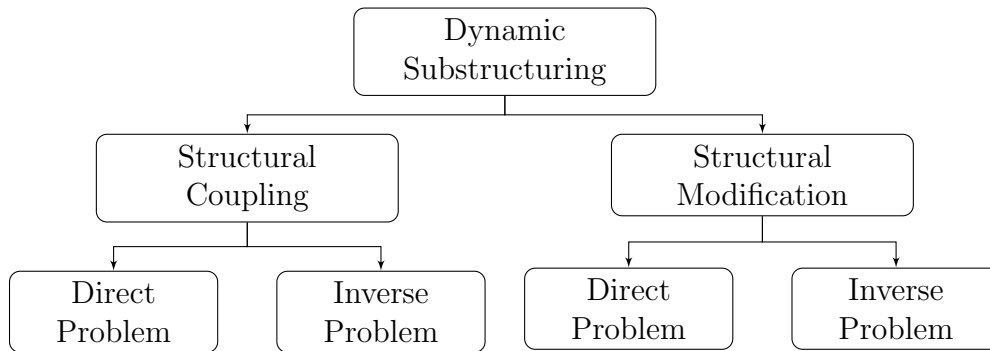 Dynamic
Substructuring
Structural
Coupling
Structural
Modification
Direct
Problem
Inverse
Problem
Direct
Problem
Inverse
Problem